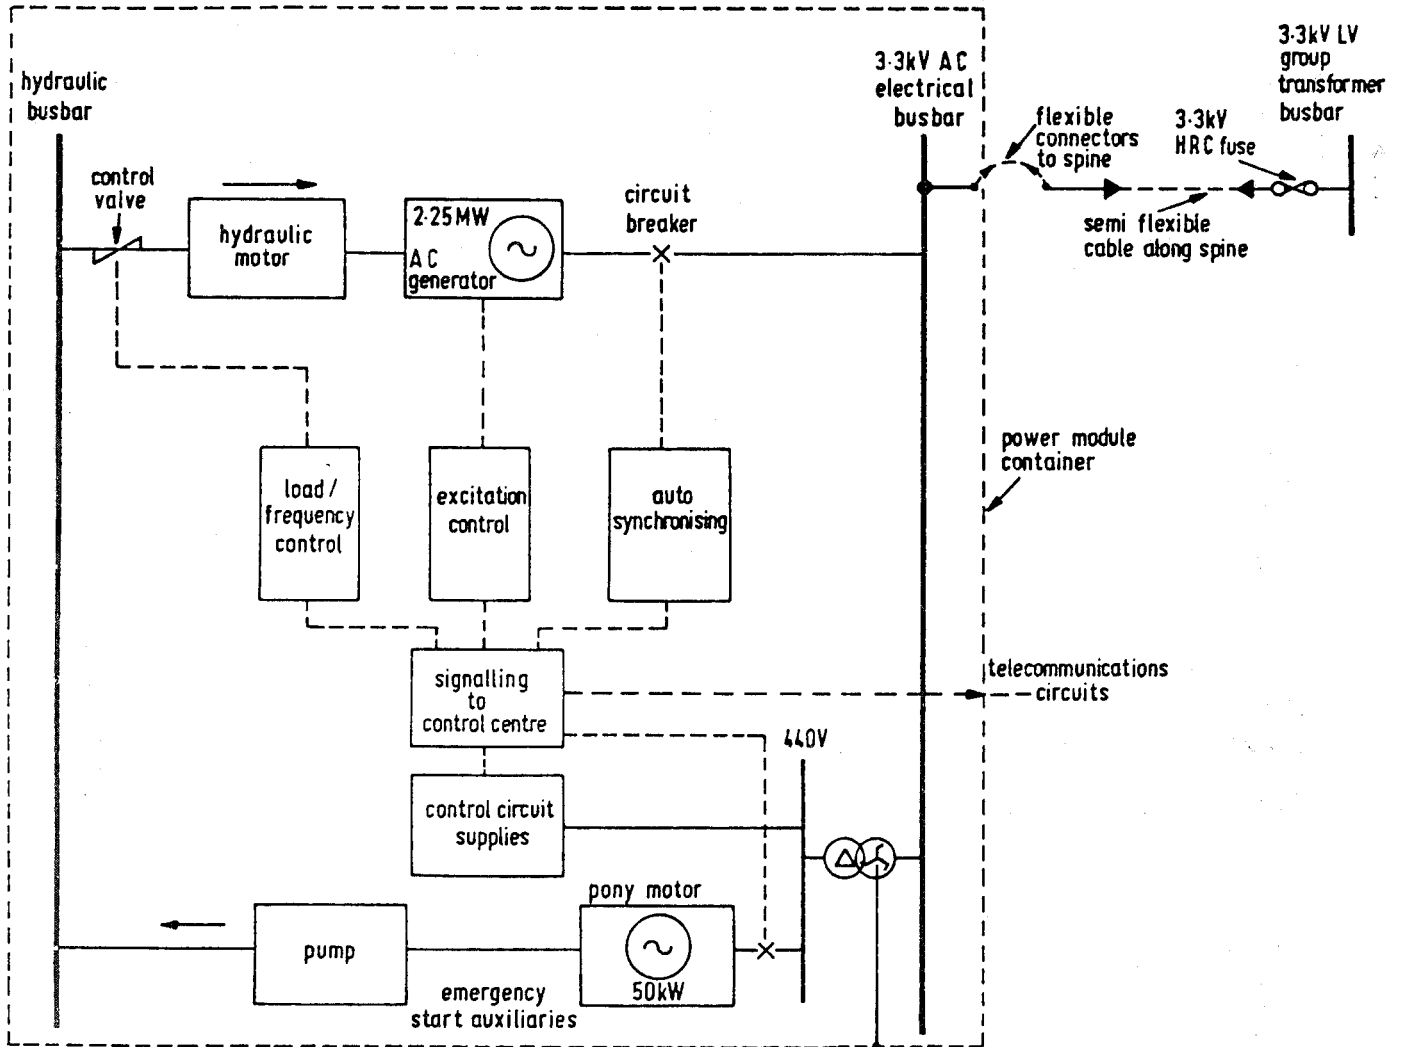 hydraulic
busbar
3·3kV AC
electrical
busbar
3·3kV LV
group
transformer
busbar
flexible
connectors
to spine
3·3kV
HRC fuse
control
valve
hydraulic
motor
2·25MW
AC
generator
circuit
breaker
semi flexible
cable along spine
power module
container
load/
frequency
control
excitation
control
auto
synchronising
signalling
to
control centre
telecommunications
circuits
440V
control circuit
supplies
pony motor
pump
50kW
emergency
start auxiliaries